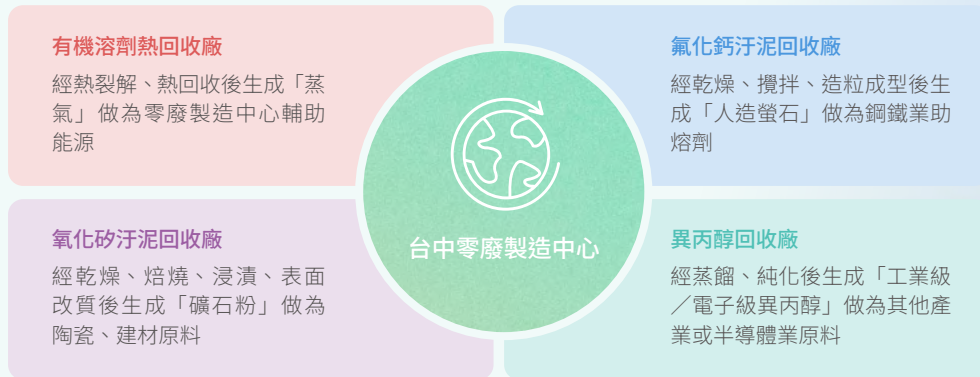 有機溶劑熱回收廠
經熱裂解、熱回收後生成「蒸
氣」做為零廢製造中心輔助
能源
氟化鈣汙泥回收廠
經乾燥、攪拌、造粒成型後生
成「人造螢石」做為鋼鐵業助
熔劑
台中零廢製造中心
氧化矽汙泥回收廠
經乾燥、焙燒、浸漬、表面
改質後生成「礦石粉」做為
陶瓷、建材原料
異丙醇回收廠
經蒸餾、純化後生成「工業級
／電子級異丙醇」做為其他產
業或半導體業原料